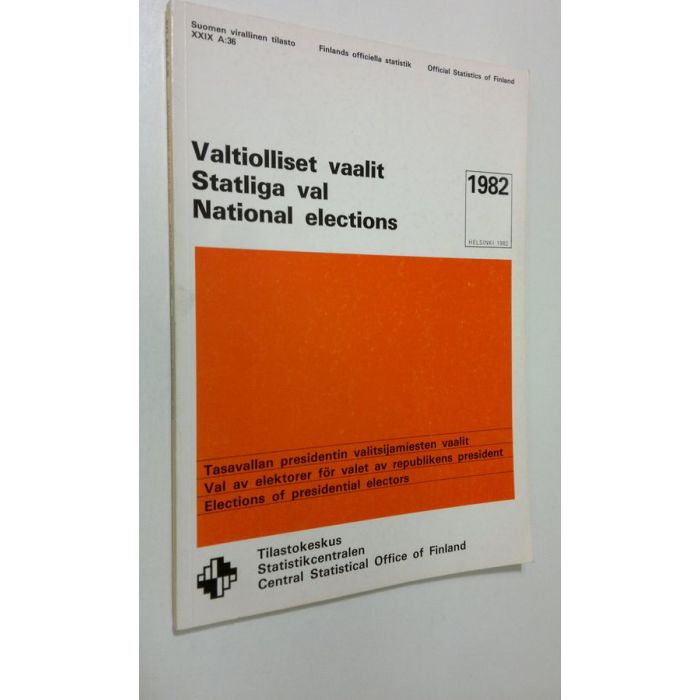 Suomen virallinen tilasto
XXIX A:36
Finlands officiella statistik
Official Statistics of Finland
Valtiolliset vaalit
Statliga val
National elections
1982
HELSINKI 1982
Tasavallan presidentin valitsijamiesten vaalit
Val av elektorer för valet av republikens president
Elections of presidential electors
Tilastokeskus
Statistikcentralen
Central Statistical Office of Finland